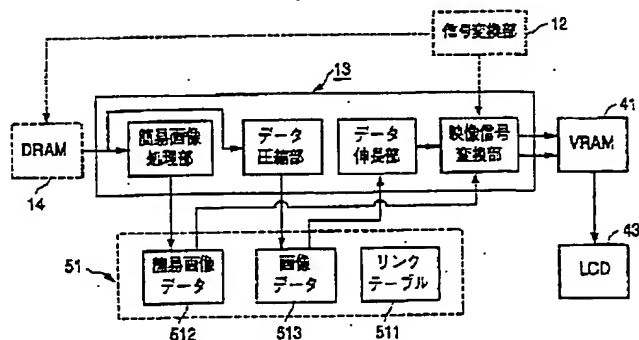 信号変換部
12
13
DRAM
14
簡易画像
処理部
データ
圧縮部
データ
伸長部
映像信号
変換部
41
VRAM
51
簡易画像
データ
512
画像
データ
513
リンク
テーブル
511
43
LCD